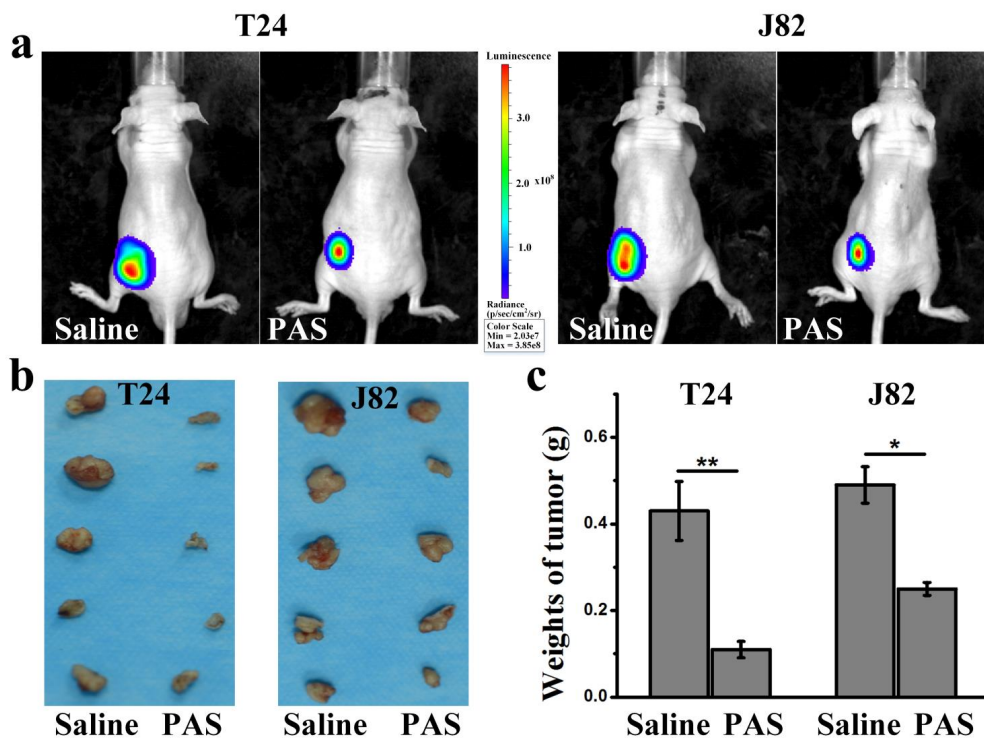 T24
J82
a
Luminescence
3.0
2.0
x10⁸
1.0
Radiance
(p/sec/cm²/sr)
Color Scale
Min = 2.03e7
Max = 3.85e8
Saline
PAS
Saline
PAS
b
T24
J82
Saline PAS
Saline PAS
c
T24
J82
Weights of tumor (g)
0.6
0.4
0.2
0.0
**
*
Saline PAS
Saline PAS